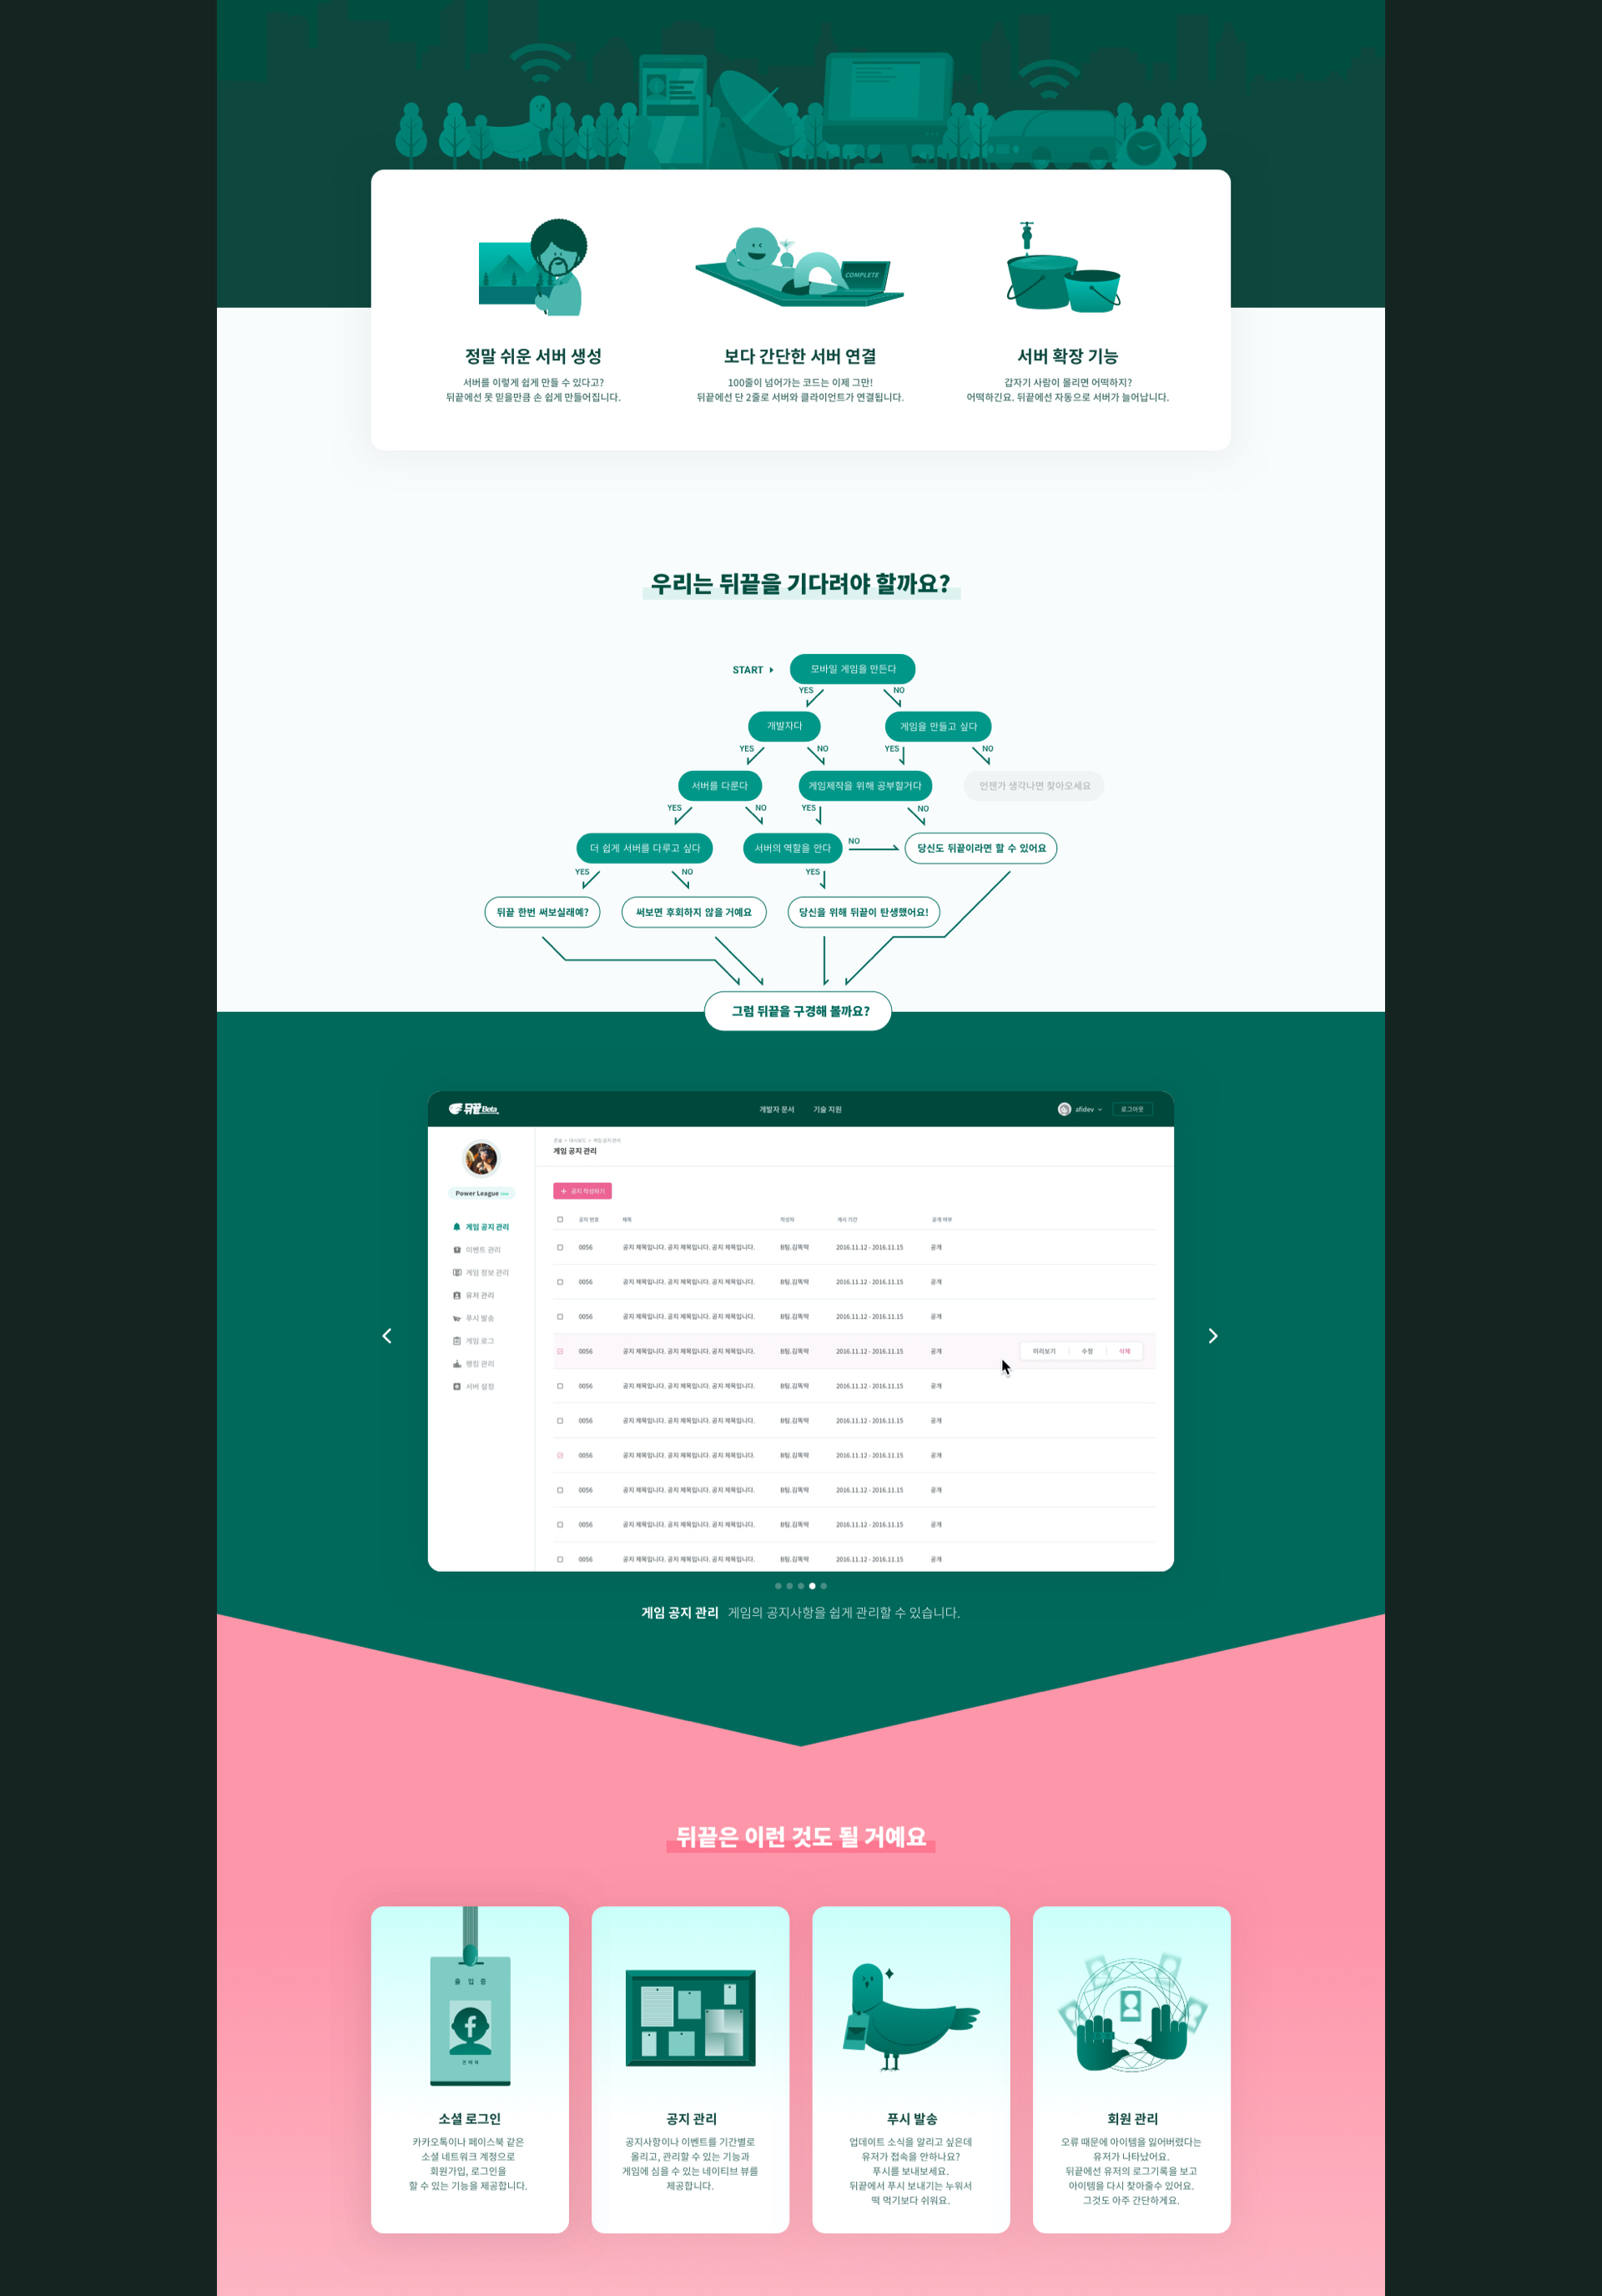 COMPLETE
정말 쉬운 서버 생성
서버를 이렇게 쉽게 만들 수 있다고?
뒤끝에선 못 믿을만큼 손 쉽게 만들어집니다.
보다 간단한 서버 연결
100줄이 넘어가는 코드는 이제 그만!
뒤끝에선 단 2줄로 서버와 클라이언트가 연결됩니다.
서버 확장 기능
갑자기 사람이 몰리면 어떡하지?
어떡하긴요. 뒤끝에선 자동으로 서버가 늘어납니다.
우리는 뒤끝을 기다려야 할까요?
START
모바일 게임을 만든다
YES
NO
개발자다
게임을 만들고 싶다
YES
NO
YES
NO
서버를 다룬다
게임제작을 위해 공부할거다
언젠가 생각나면 찾아오세요
YES
NO
YES
NO
더 쉽게 서버를 다루고 싶다
서버의 역할을 안다
NO
당신도 뒤끝이라면 할 수 있어요
YES
NO
YES
뒤끝 한번 써보실래예?
써보면 후회하지 않을 거예요
당신을 위해 뒤끝이 탄생했어요!
그럼 뒤끝을 구경해 볼까요?
뒤끝 Beta
개발자 문서
기술 지원
afidev
로그아웃
Power League
콘솔 > 대시보드 > 게임 공지 관리
게임 공지 관리
+ 공지 작성하기
게임 공지 관리
이벤트 관리
게임 정보 관리
유저 관리
푸시 발송
게임 로그
랭킹 관리
서버 설정
공지 번호 제목 작성자 게시 기간 공개 여부
0056 공지 제목입니다. 공지 제목입니다. 공지 제목입니다. B팀.김똑딱 2016.11.12 - 2016.11.15 공개
0056 공지 제목입니다. 공지 제목입니다. 공지 제목입니다. B팀.김똑딱 2016.11.12 - 2016.11.15 공개
0056 공지 제목입니다. 공지 제목입니다. 공지 제목입니다. B팀.김똑딱 2016.11.12 - 2016.11.15 공개
0056 공지 제목입니다. 공지 제목입니다. 공지 제목입니다. B팀.김똑딱 2016.11.12 - 2016.11.15 공개 미리보기 수정 삭제
0056 공지 제목입니다. 공지 제목입니다. 공지 제목입니다. B팀.김똑딱 2016.11.12 - 2016.11.15 공개
0056 공지 제목입니다. 공지 제목입니다. 공지 제목입니다. B팀.김똑딱 2016.11.12 - 2016.11.15 공개
0056 공지 제목입니다. 공지 제목입니다. 공지 제목입니다. B팀.김똑딱 2016.11.12 - 2016.11.15 공개
0056 공지 제목입니다. 공지 제목입니다. 공지 제목입니다. B팀.김똑딱 2016.11.12 - 2016.11.15 공개
0056 공지 제목입니다. 공지 제목입니다. 공지 제목입니다. B팀.김똑딱 2016.11.12 - 2016.11.15 공개
0056 공지 제목입니다. 공지 제목입니다. 공지 제목입니다. B팀.김똑딱 2016.11.12 - 2016.11.15 공개
게임 공지 관리 게임의 공지사항을 쉽게 관리할 수 있습니다.
뒤끝은 이런 것도 될 거예요
출 입 증
소셜 로그인
카카오톡이나 페이스북 같은
소셜 네트워크 계정으로
회원가입, 로그인을
할 수 있는 기능을 제공합니다.
공지 관리
공지사항이나 이벤트를 기간별로
올리고, 관리할 수 있는 기능과
게임에 심을 수 있는 네이티브 뷰를
제공합니다.
푸시 발송
업데이트 소식을 알리고 싶은데
유저가 접속을 안하나요?
푸시를 보내보세요.
뒤끝에서 푸시 보내기는 누워서
떡 먹기보다 쉬워요.
회원 관리
오류 때문에 아이템을 잃어버렸다는
유저가 나타났어요.
뒤끝에선 유저의 로그기록을 보고
아이템을 다시 찾아줄수 있어요.
그것도 아주 간단하게요.